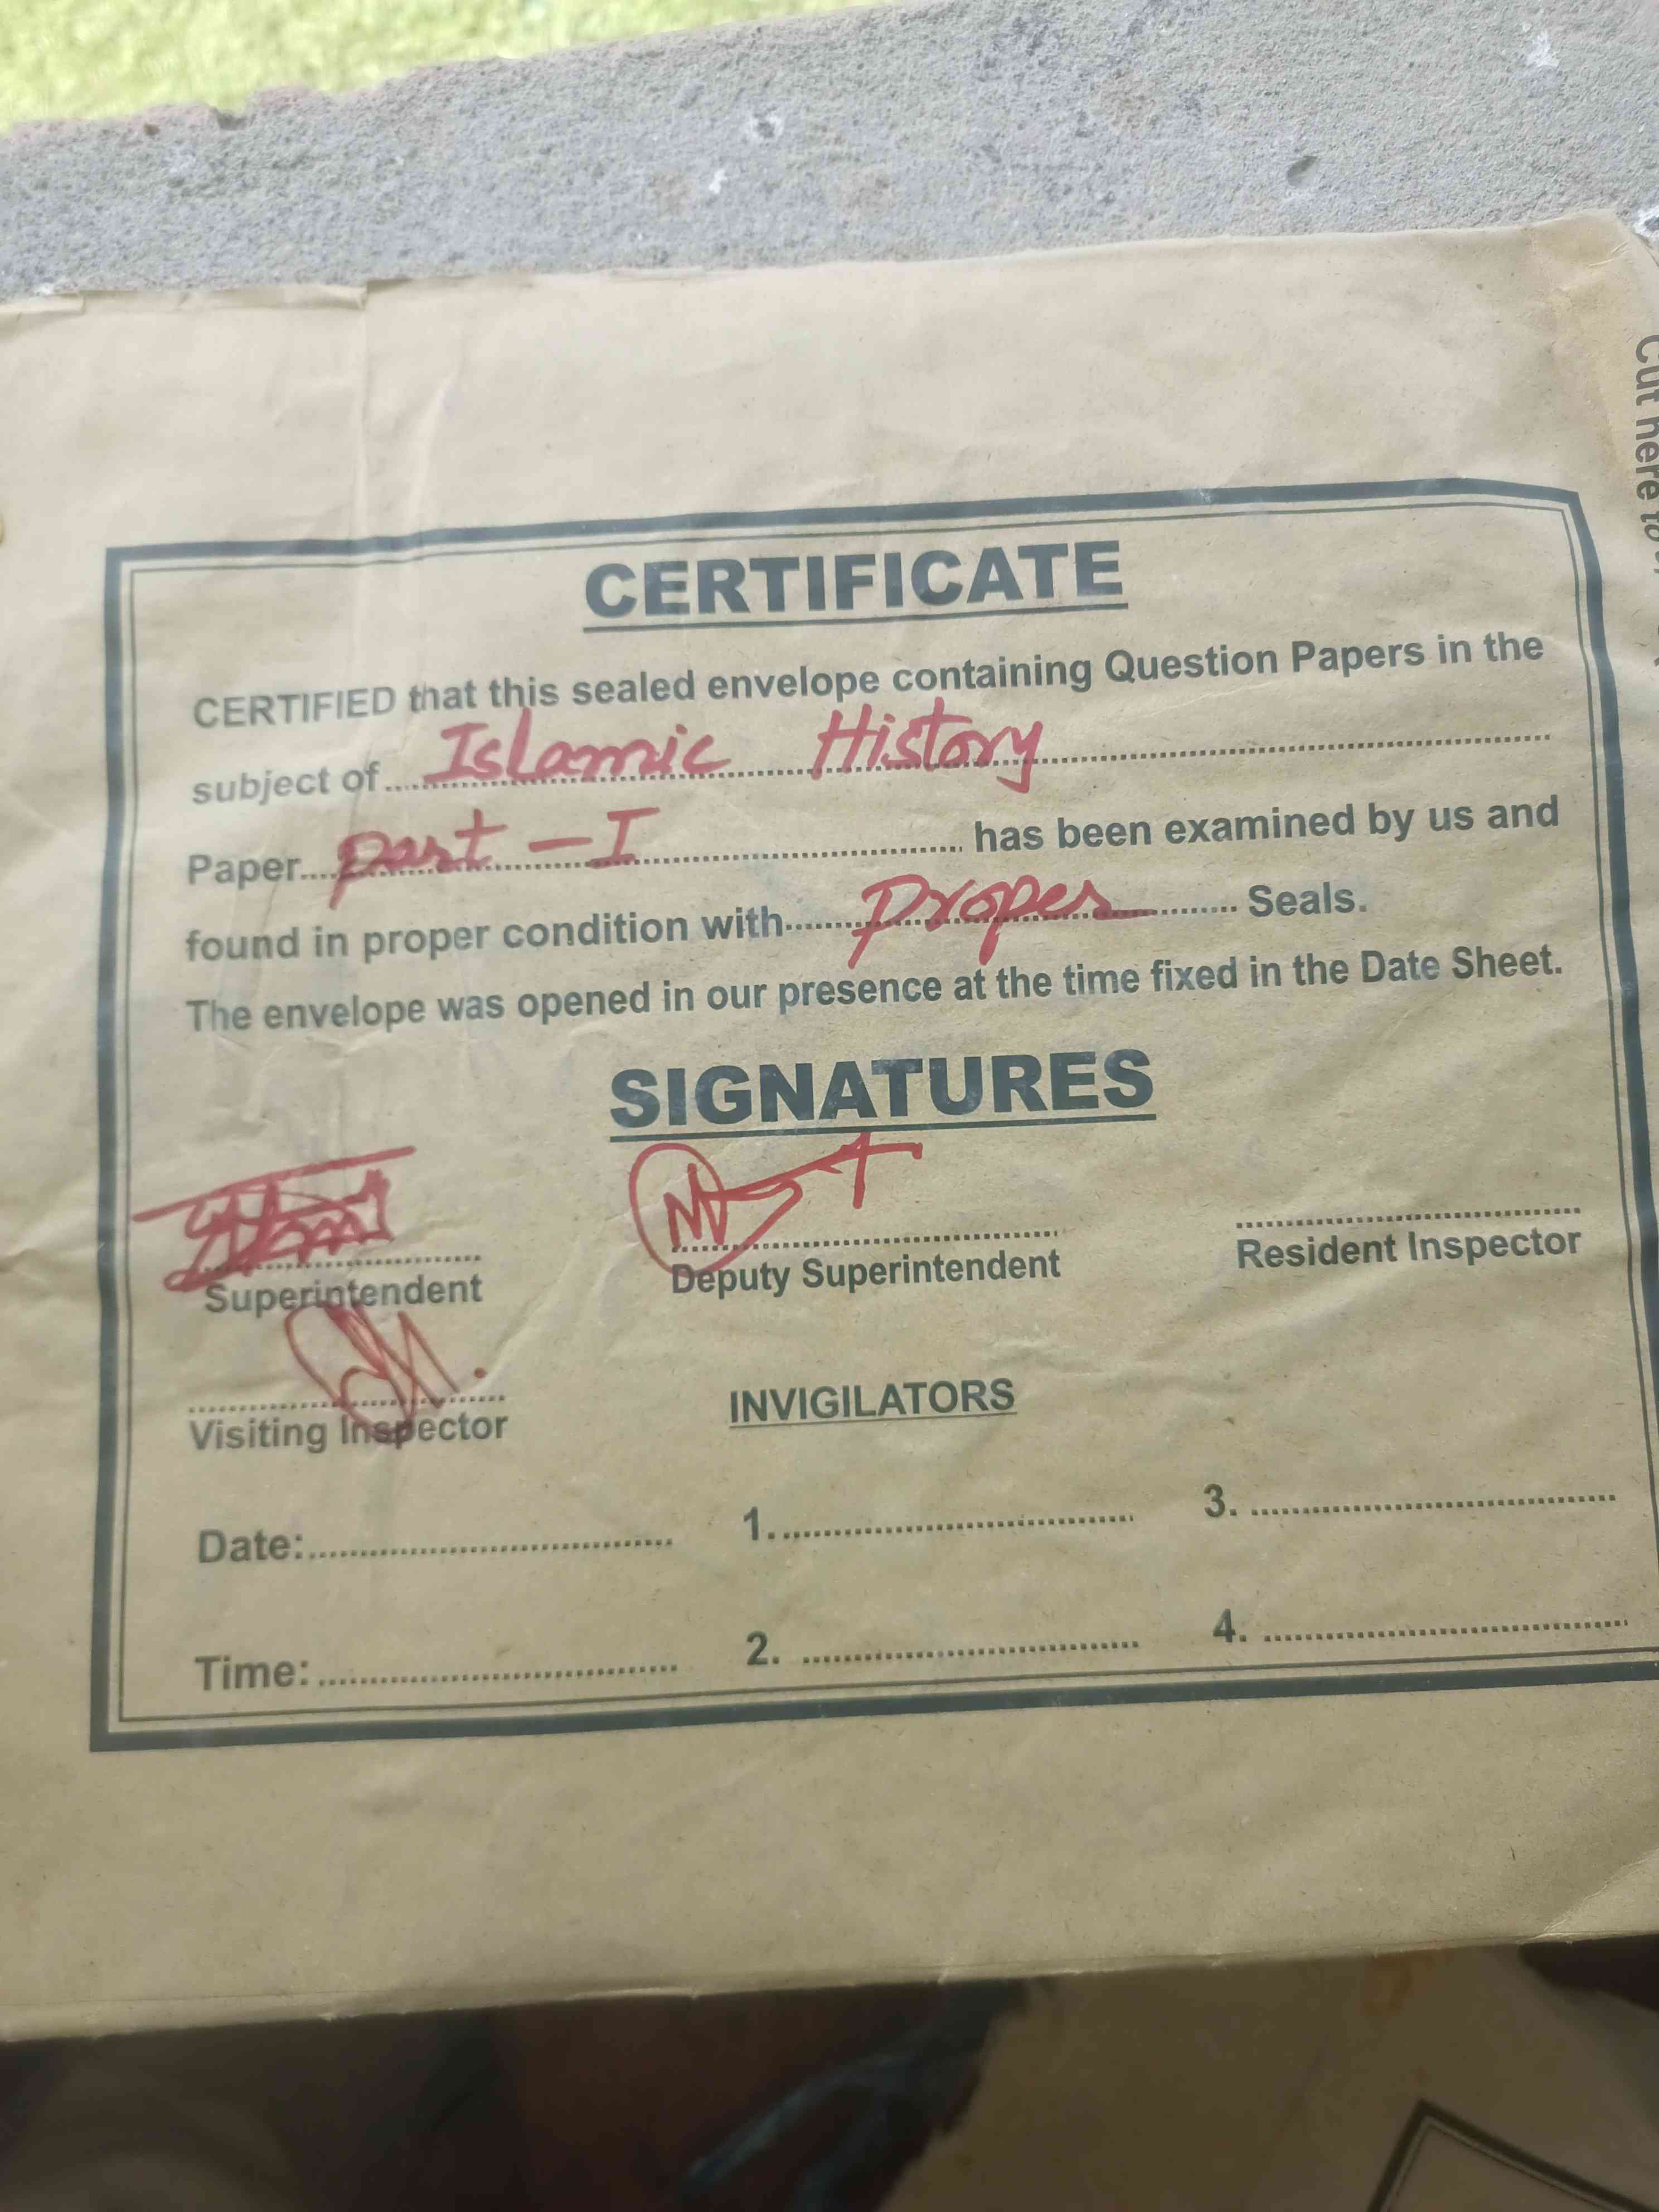 CERTIFICATE
CERTIFIED that this sealed envelope containing Question Papers in the
subject of Islamic History
Paper part - I has been examined by us and
found in proper condition with Proper Seals.
The envelope was opened in our presence at the time fixed in the Date Sheet.
SIGNATURES
Superintendent Deputy Superintendent Resident Inspector
Visiting Inspector INVIGILATORS
Date: 1. 3.
Time: 2. 4.
Cut here